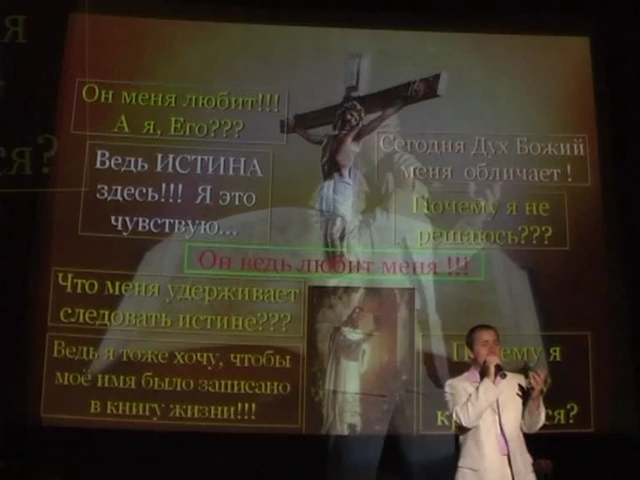 я
ся?
Он меня любит!!!
А я, Его???
Ведь ИСТИНА
здесь!!! Я это
чувствую...
Сегодня Дух Божий
меня обличает!
Почему я не
решаюсь???
Он ведь любит меня !!!
Что меня удерживает
следовать истине???
Ведь я тоже хочу, чтобы
моё имя было записано
в книгу жизни!!!
я